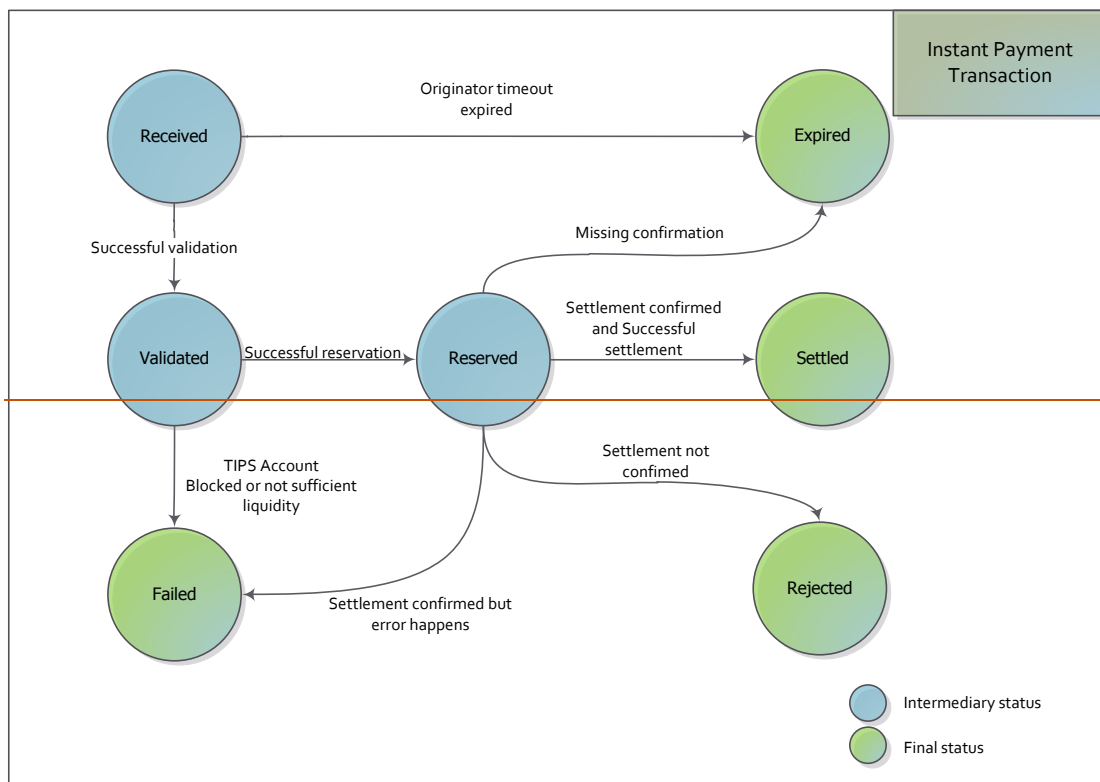 Instant Payment
Transaction
Originator timeout
expired
Received
Expired
Successful validation
Missing confirmation
Settlement confirmed
and Successful
settlement
Validated
Successful reservation
Reserved
Settled
TIPS Account
Blocked or not sufficient
liquidity
Settlement not
confimed
Failed
Settlement confirmed but
error happens
Rejected
Intermediary status
Final status